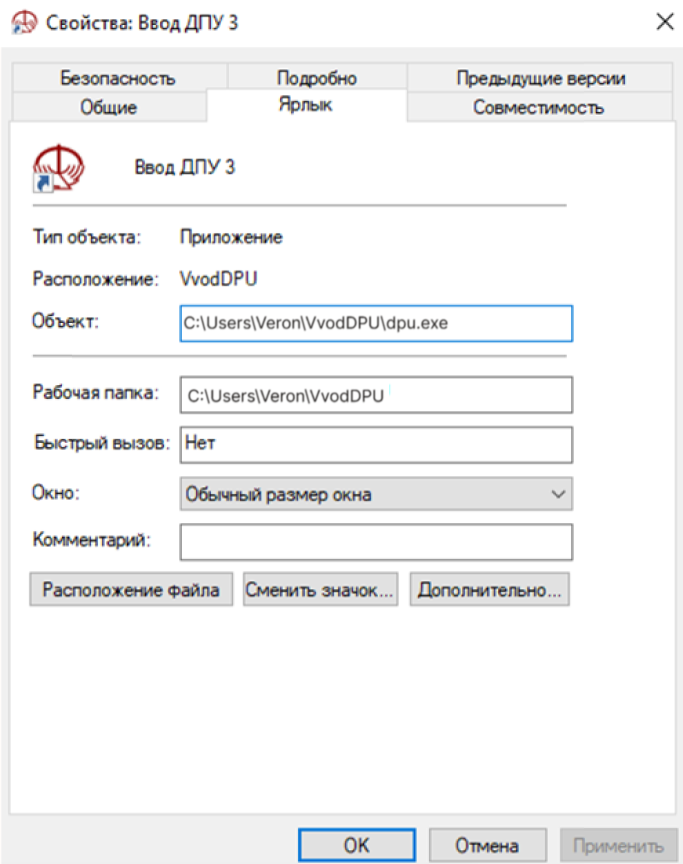 Свойства: Ввод ДПУ 3
Безопасность Подробно Предыдущие версии
Общие Ярлык Совместимость
Ввод ДПУ 3
Тип объекта: Приложение
Расположение: VvodDPU
Объект: C:\Users\Veron\VvodDPU\dpu.exe
Рабочая папка: C:\Users\Veron\VvodDPU
Быстрый вызов: Нет
Окно: Обычный размер окна
Комментарий:
Расположение файла Сменить значок... Дополнительно...
OK Отмена Применить